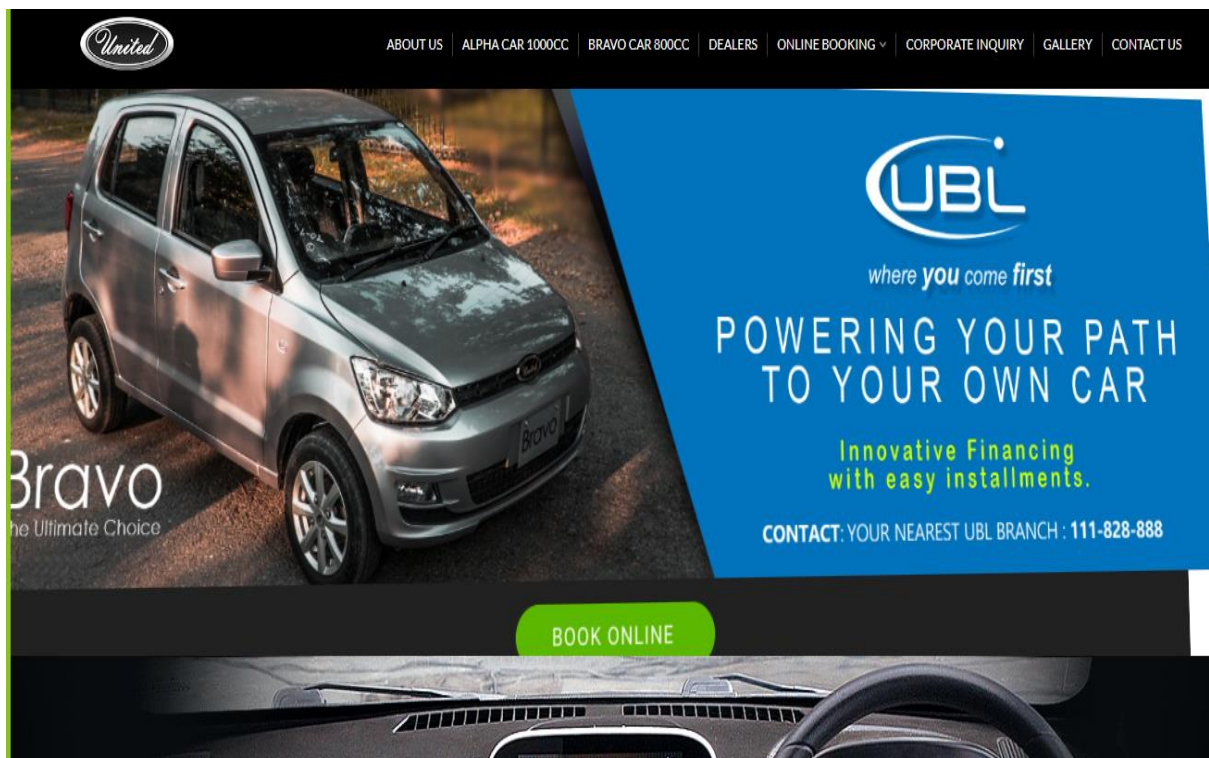 United
ABOUT US
ALPHA CAR 1000CC
BRAVO CAR 800CC
DEALERS
ONLINE BOOKING
CORPORATE INQUIRY
GALLERY
CONTACT US
UBL
where you come first
POWERING YOUR PATH
TO YOUR OWN CAR
Innovative Financing
with easy installments.
CONTACT: YOUR NEAREST UBL BRANCH : 111-828-888
Bravo
Bravo
he Ultimate Choice
BOOK ONLINE